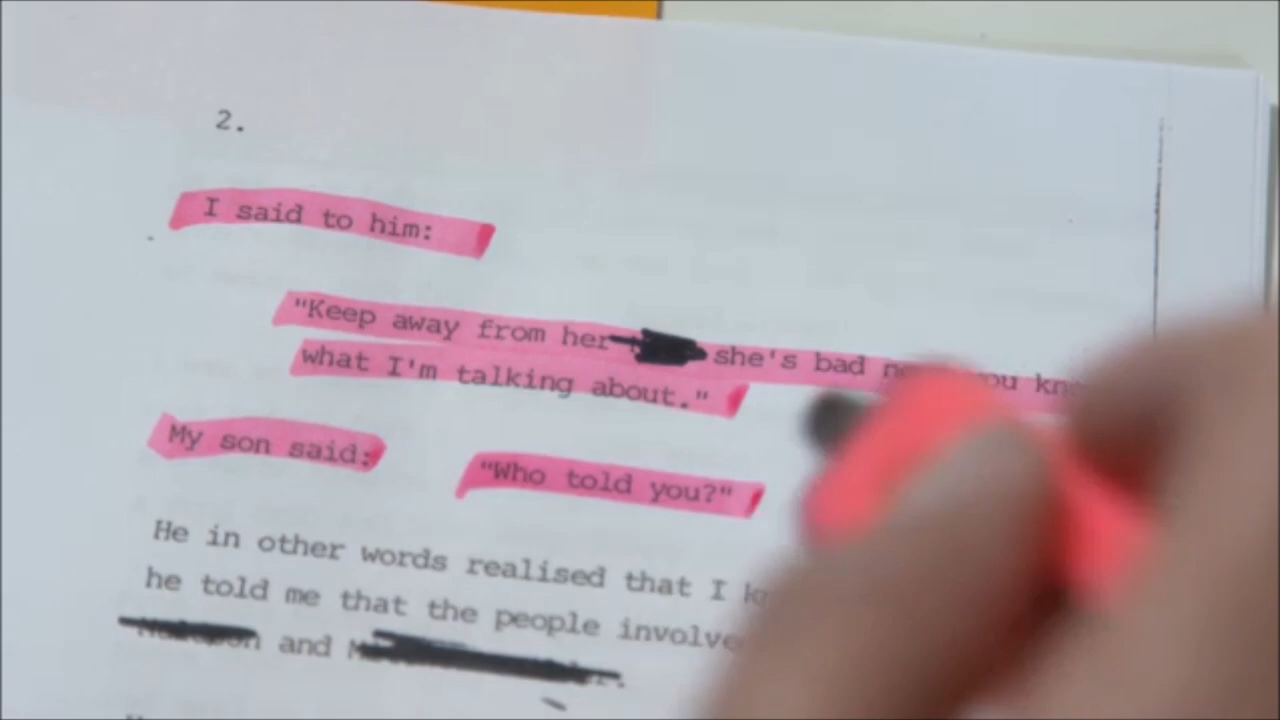 2.
I said to him:
"Keep away from her she's bad you
what I'm talking about."
My son said: "Who told you?"
He in other words realised that I
he told me that the people
and